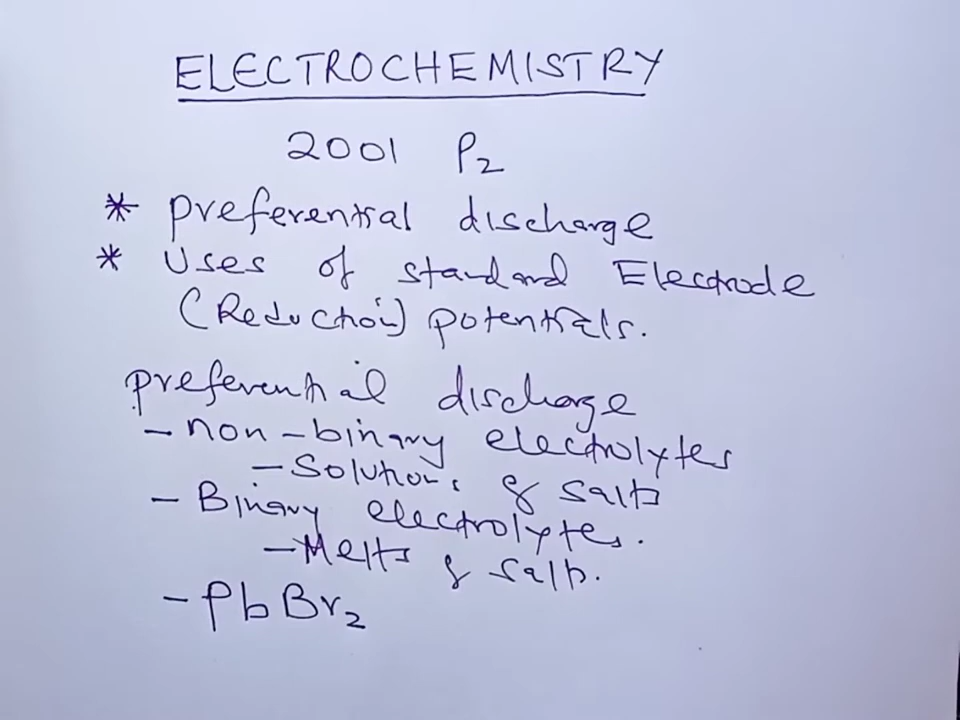 ELECTROCHEMISTRY
2001 P2
* preferential discharge
* Uses of standard Electrode
(Reduction) potentials.
preferential discharge
- non-binary electrolytes
- Solutions of salts
- Binary electrolytes.
- Melts of salts.
- PbBr2